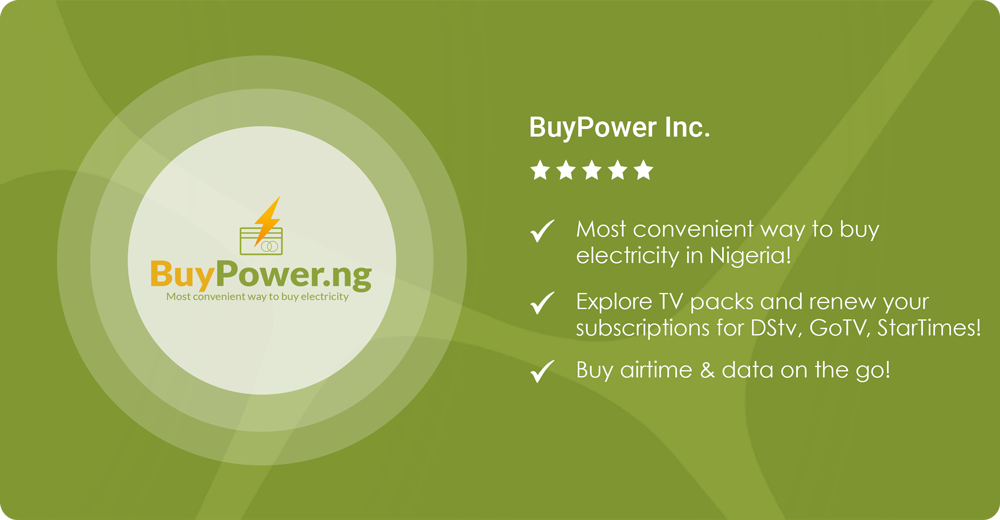 BuyPower.ng
Most convenient way to buy electricity
BuyPower Inc.
Most convenient way to buy
electricity in Nigeria!
Explore TV packs and renew your
subscriptions for DStv, GoTV, StarTimes!
Buy airtime & data on the go!